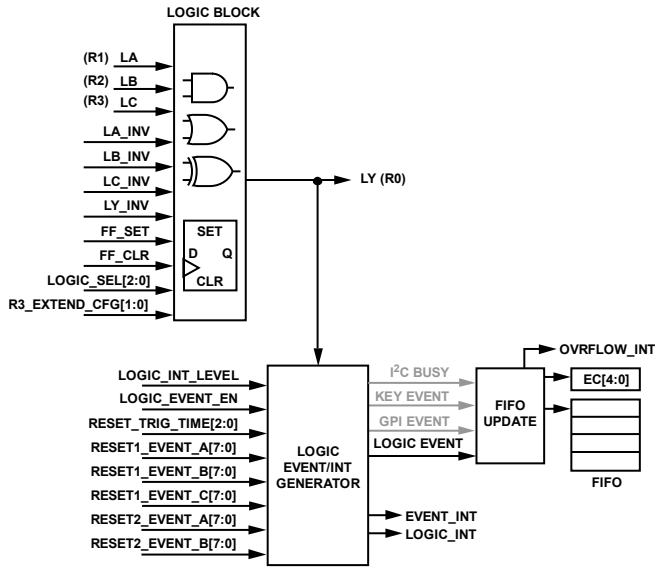 LOGIC BLOCK
(R1) LA
(R2) LB
(R3) LC
LA_INV
LB_INV
LC_INV
LY_INV
FF_SET
FF_CLR
LOGIC_SEL[2:0]
R3_EXTEND_CFG[1:0]
SET
D Q
CLR
LY (R0)
LOGIC_INT_LEVEL
LOGIC_EVENT_EN
RESET_TRIG_TIME[2:0]
RESET1_EVENT_A[7:0]
RESET1_EVENT_B[7:0]
RESET1_EVENT_C[7:0]
RESET2_EVENT_A[7:0]
RESET2_EVENT_B[7:0]
LOGIC
EVENT/INT
GENERATOR
I2C BUSY
KEY EVENT
GPI EVENT
LOGIC EVENT
EVENT_INT
LOGIC_INT
FIFO
UPDATE
OVRFLOW_INT
EC[4:0]
FIFO